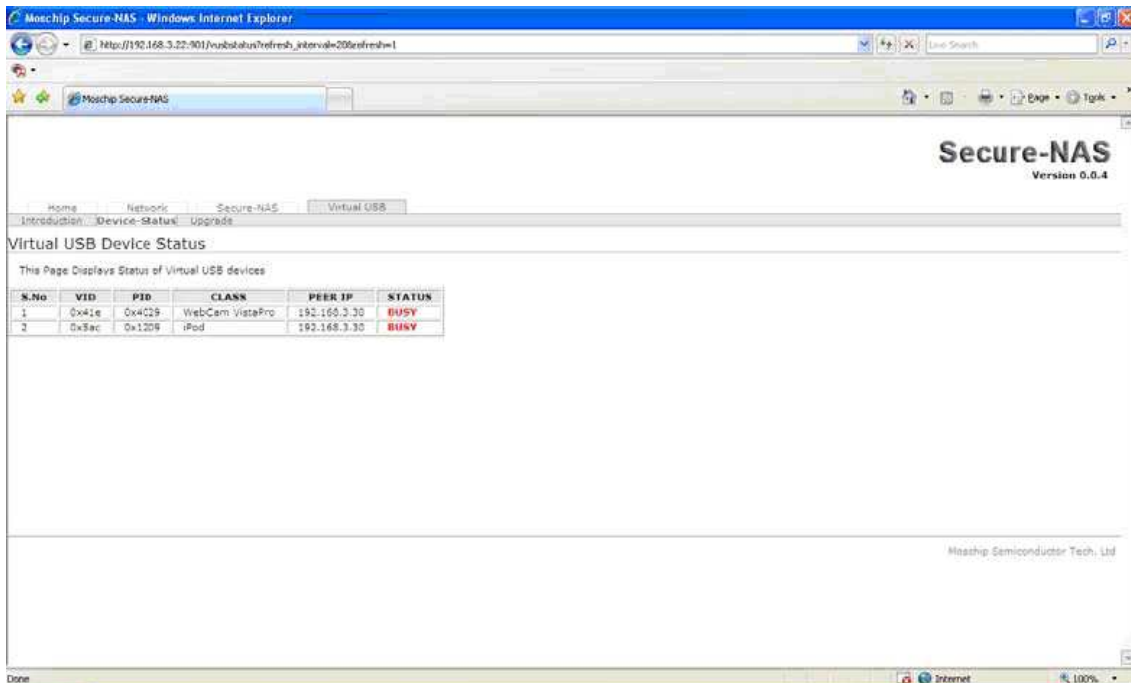 Moschip Secure-NAS - Windows Internet Explorer
http://192.168.3.22:901/vusbstatus?refresh_interval=20&refresh=1
Live Search
Moschip Secure-NAS
Page
Tools
Secure-NAS
Version 0.0.4
Home Network Secure-NAS Virtual USB
Introduction Device-Status Upgrade
Virtual USB Device Status
This Page Displays Status of Virtual USB devices
S.No VID PID CLASS PEER IP STATUS
1 0x41e 0x4029 WebCam VistaPro 192.168.3.30 BUSY
2 0x5ac 0x1209 iPod 192.168.3.30 BUSY
Moschip Semiconductor Tech. Ltd
Done
Internet
100%